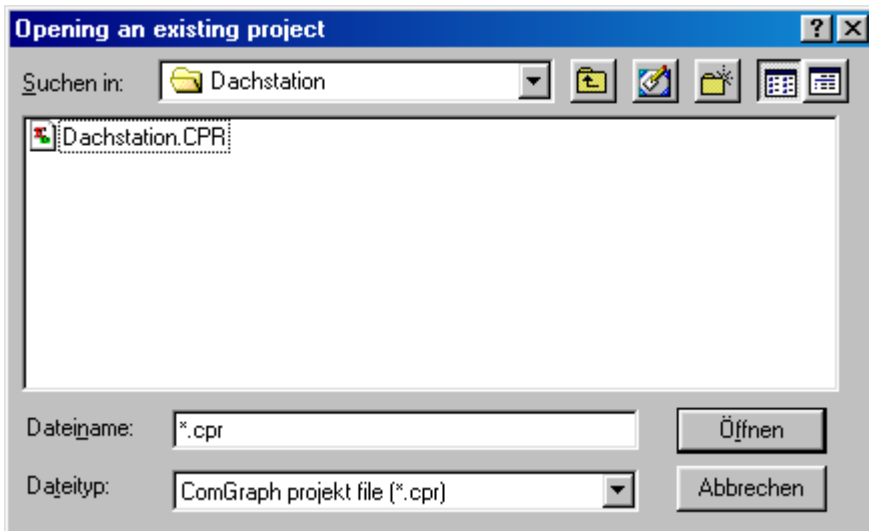 Opening an existing project
Suchen in: Dachstation
Dachstation.CPR
Dateiname: *.cpr Öffnen
Dateityp: ComGraph projekt file (*.cpr) Abbrechen